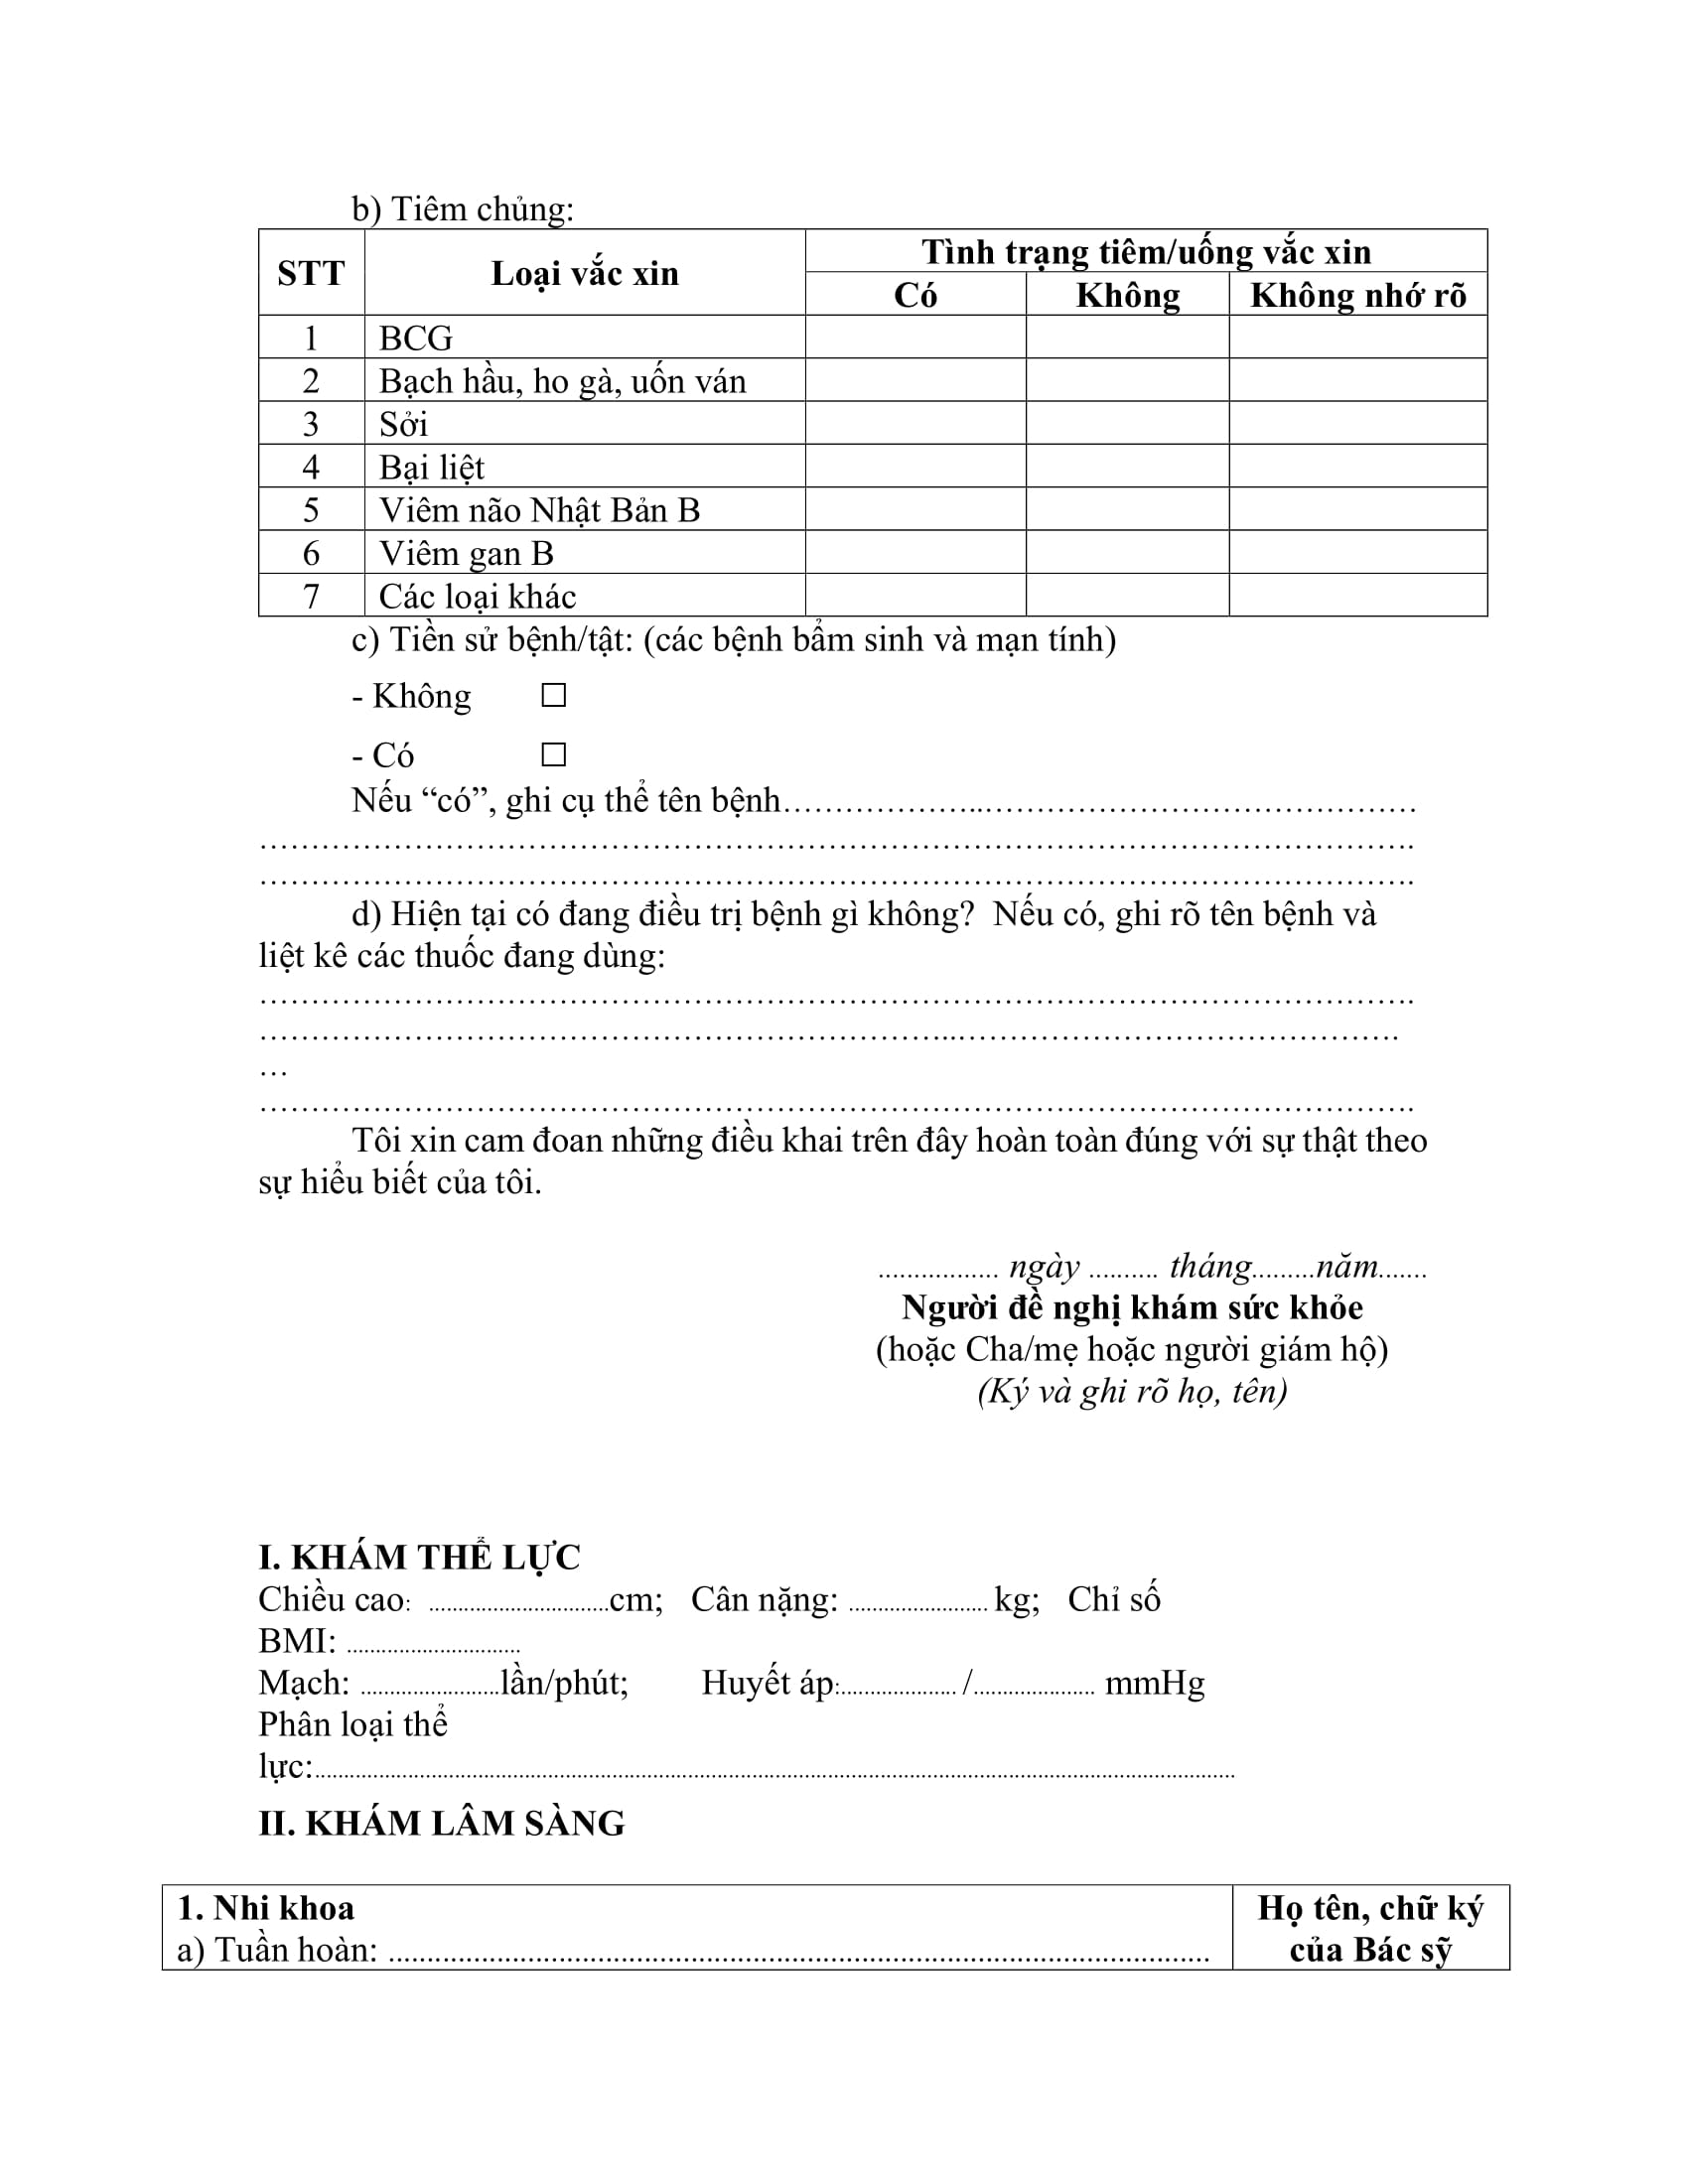 b) Tiêm chủng:
STT Loại vắc xin Tình trạng tiêm/uống vắc xin
Có Không Không nhớ rõ
1 BCG
2 Bạch hầu, ho gà, uốn ván
3 Sởi
4 Bại liệt
5 Viêm não Nhật Bản B
6 Viêm gan B
7 Các loại khác
c) Tiền sử bệnh/tật: (các bệnh bẩm sinh và mạn tính)
- Không □
- Có □
Nếu “có”, ghi cụ thể tên bệnh………………..……………………………………
…………………………………………………………………………………………………….
…………………………………………………………………………………………………….
d) Hiện tại có đang điều trị bệnh gì không? Nếu có, ghi rõ tên bệnh và
liệt kê các thuốc đang dùng:
…………………………………………………………………………………………………….
…………………………………………………………..…………………………………….
…
…………………………………………………………………………………………………….
Tôi xin cam đoan những điều khai trên đây hoàn toàn đúng với sự thật theo
sự hiểu biết của tôi.
................. ngày .......... tháng.........năm.......
Người đề nghị khám sức khỏe
(hoặc Cha/mẹ hoặc người giám hộ)
(Ký và ghi rõ họ, tên)
I. KHÁM THỂ LỰC
Chiều cao: ...............................cm; Cân nặng: ........................ kg; Chỉ số
BMI: ..............................
Mạch: ........................lần/phút; Huyết áp:.................... /..................... mmHg
Phân loại thể
lực:................................................................................................................
II. KHÁM LÂM SÀNG
1. Nhi khoa Họ tên, chữ ký
a) Tuần hoàn: ........................................................................................... của Bác sỹ